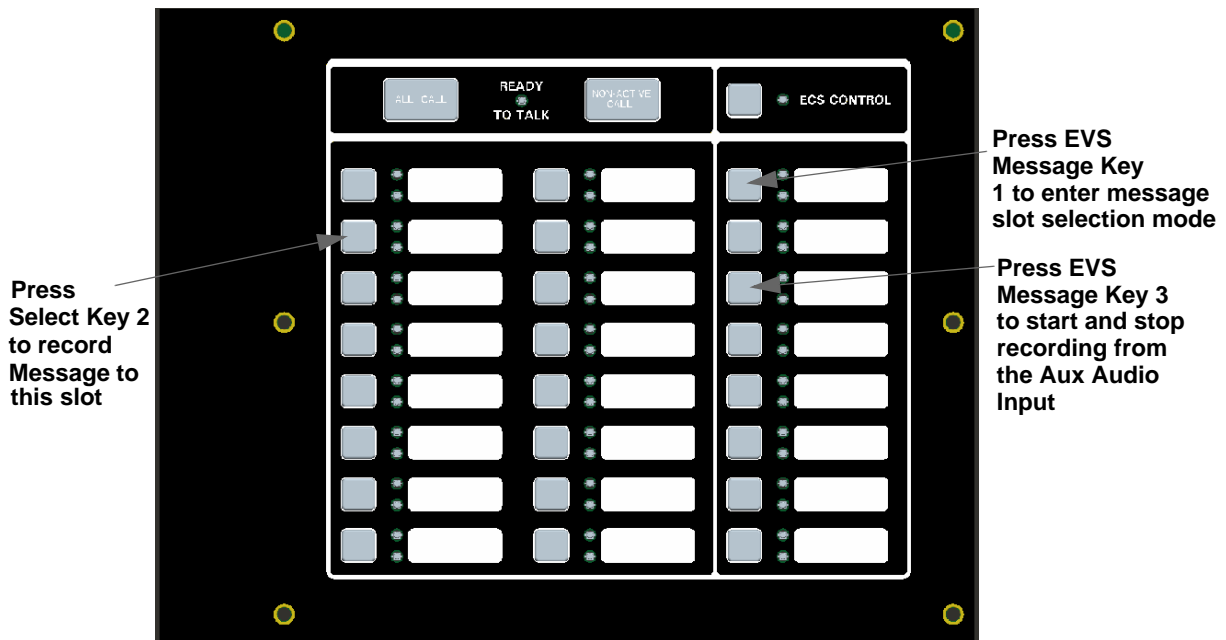 ALL CALL
READY
TO TALK
NON-ACTIVE
CALL
ECS CONTROL
Press EVS
Message Key
1 to enter message
slot selection mode
Press EVS
Message Key 3
to start and stop
recording from
the Aux Audio
Input
Press
Select Key 2
to record
Message to
this slot